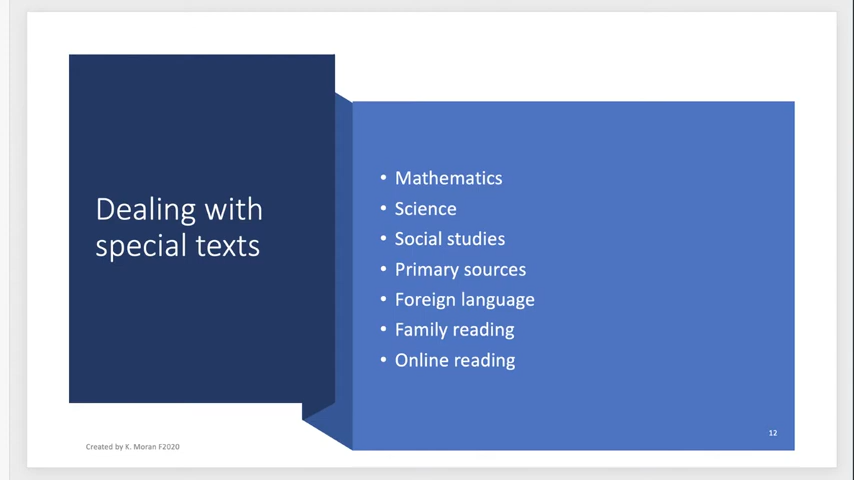 Dealing with
special texts
• Mathematics
• Science
• Social studies
• Primary sources
• Foreign language
• Family reading
• Online reading
Created by K. Moran F2020
12